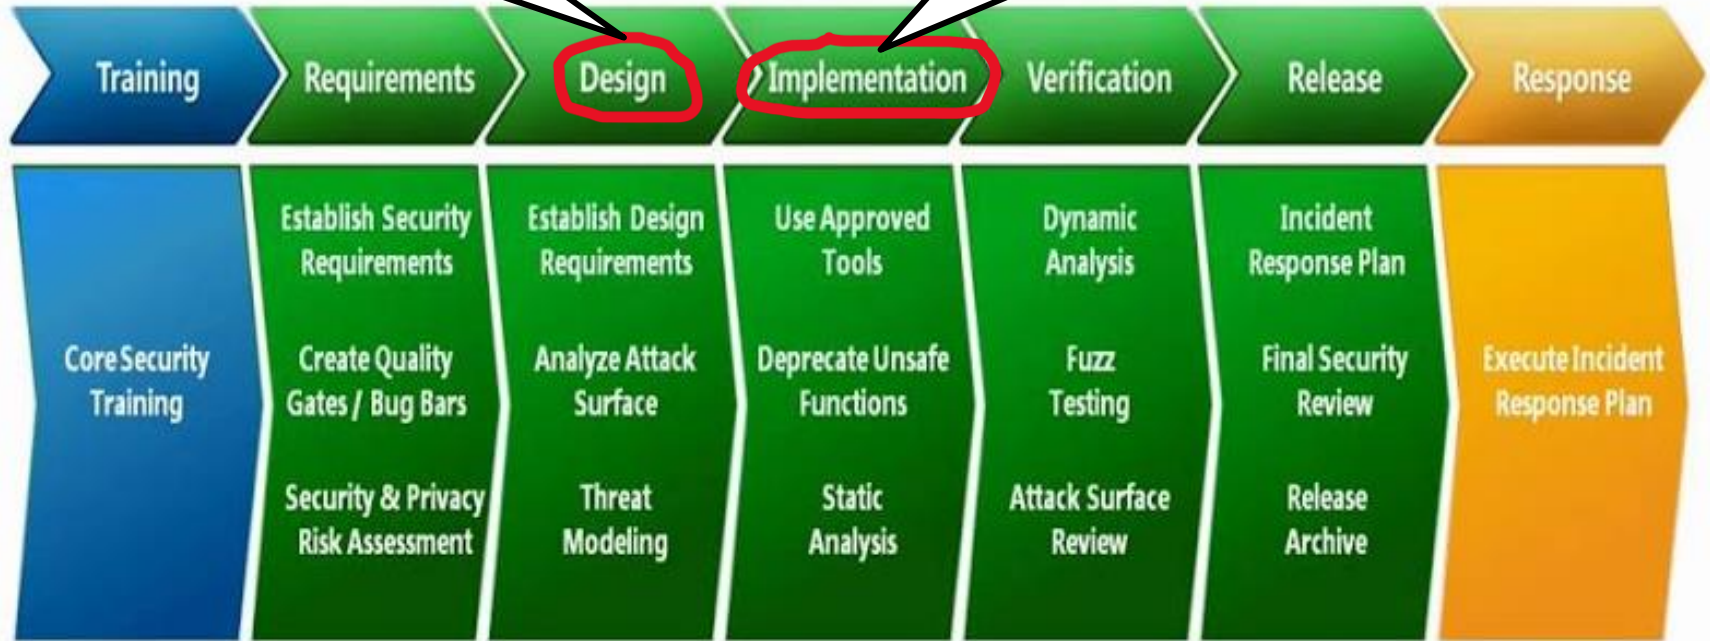 Training
Requirements
Design
Implementation
Verification
Release
Response
Core Security
Training
Establish Security
Requirements
Create Quality
Gates / Bug Bars
Security & Privacy
Risk Assessment
Establish Design
Requirements
Analyze Attack
Surface
Threat
Modeling
Use Approved
Tools
Deprecate Unsafe
Functions
Static
Analysis
Dynamic
Analysis
Fuzz
Testing
Attack Surface
Review
Incident
Response Plan
Final Security
Review
Release
Archive
Execute Incident
Response Plan